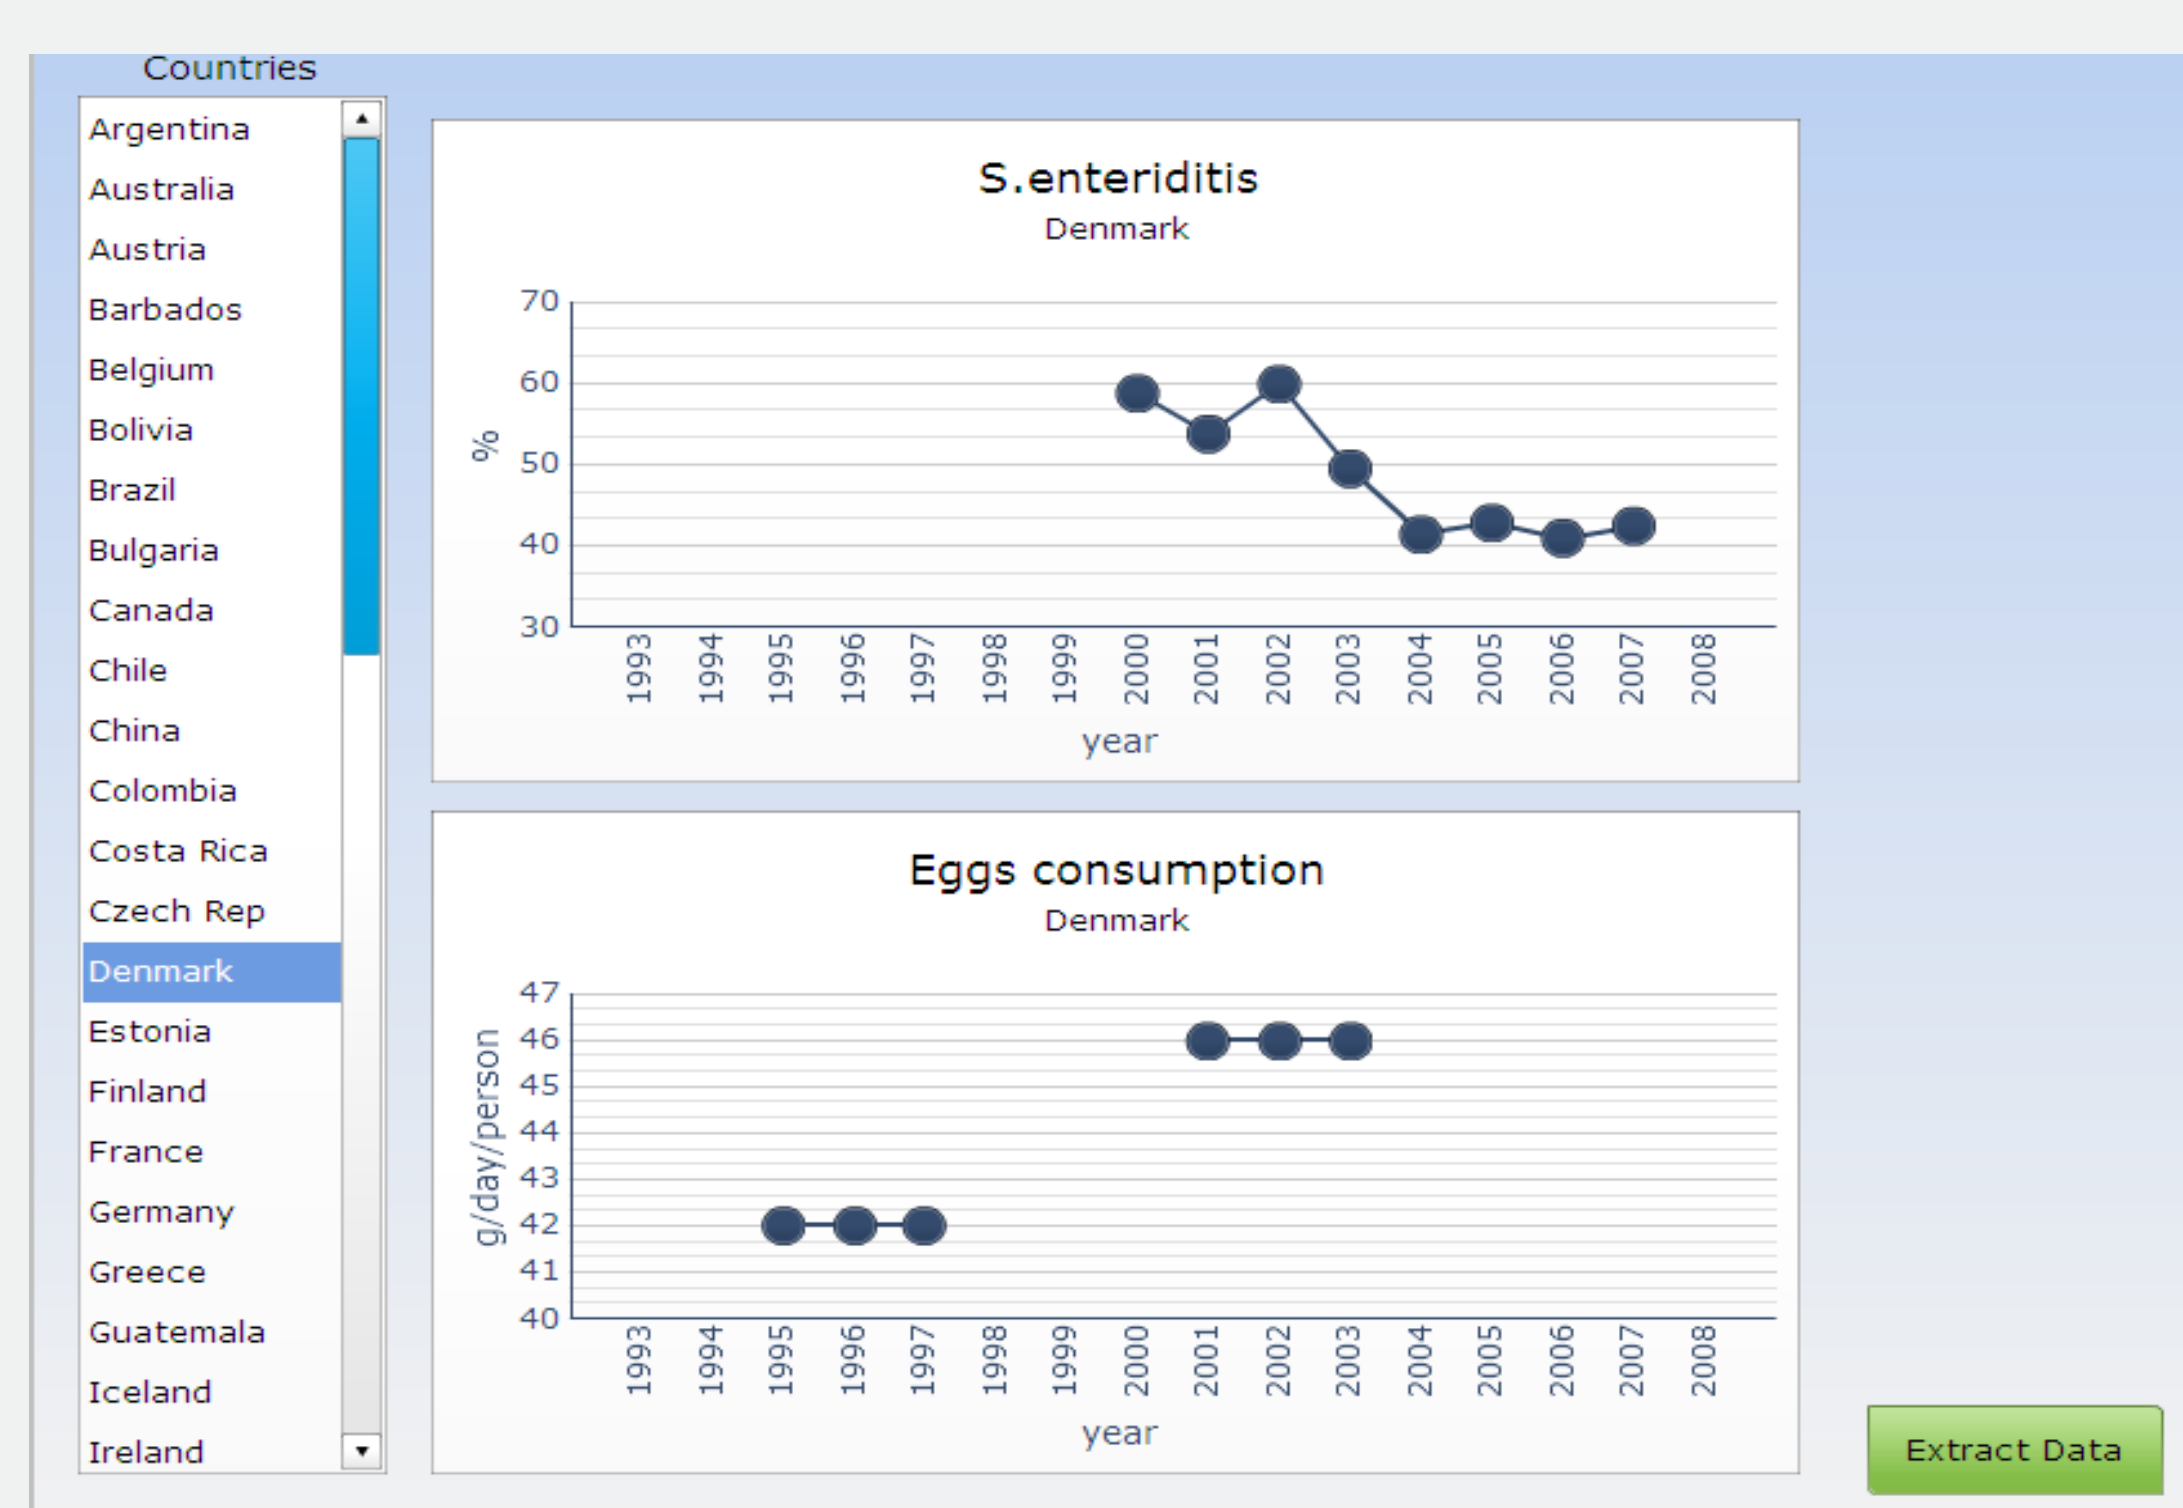 Countries
Argentina
Australia
Austria
Barbados
Belgium
Bolivia
Brazil
Bulgaria
Canada
Chile
China
Colombia
Costa Rica
Czech Rep
Denmark
Estonia
Finland
France
Germany
Greece
Guatemala
Iceland
Ireland
S.enteriditis
Denmark
%
70
60
50
40
30
1993 1994 1995 1996 1997 1998 1999 2000 2001 2002 2003 2004 2005 2006 2007 2008
year
Eggs consumption
Denmark
g/day/person
47
46
45
44
43
42
41
40
1993 1994 1995 1996 1997 1998 1999 2000 2001 2002 2003 2004 2005 2006 2007 2008
year
Extract Data